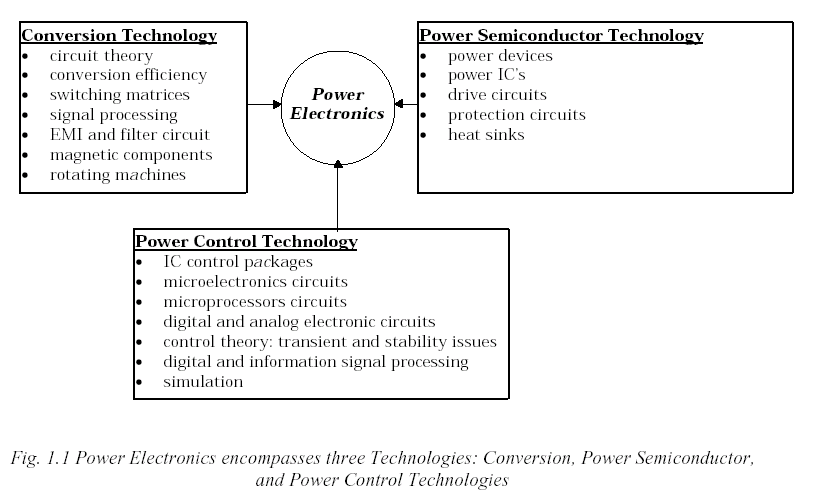 Conversion Technology
• circuit theory
• conversion efficiency
• switching matrices
• signal processing
• EMI and filter circuit
• magnetic components
• rotating machines
Power
Electronics
Power Semiconductor Technology
• power devices
• power IC's
• drive circuits
• protection circuits
• heat sinks
Power Control Technology
• IC control packages
• microelectronics circuits
• microprocessors circuits
• digital and analog electronic circuits
• control theory: transient and stability issues
• digital and information signal processing
• simulation
Fig. 1.1 Power Electronics encompasses three Technologies: Conversion, Power Semiconductor,
and Power Control Technologies